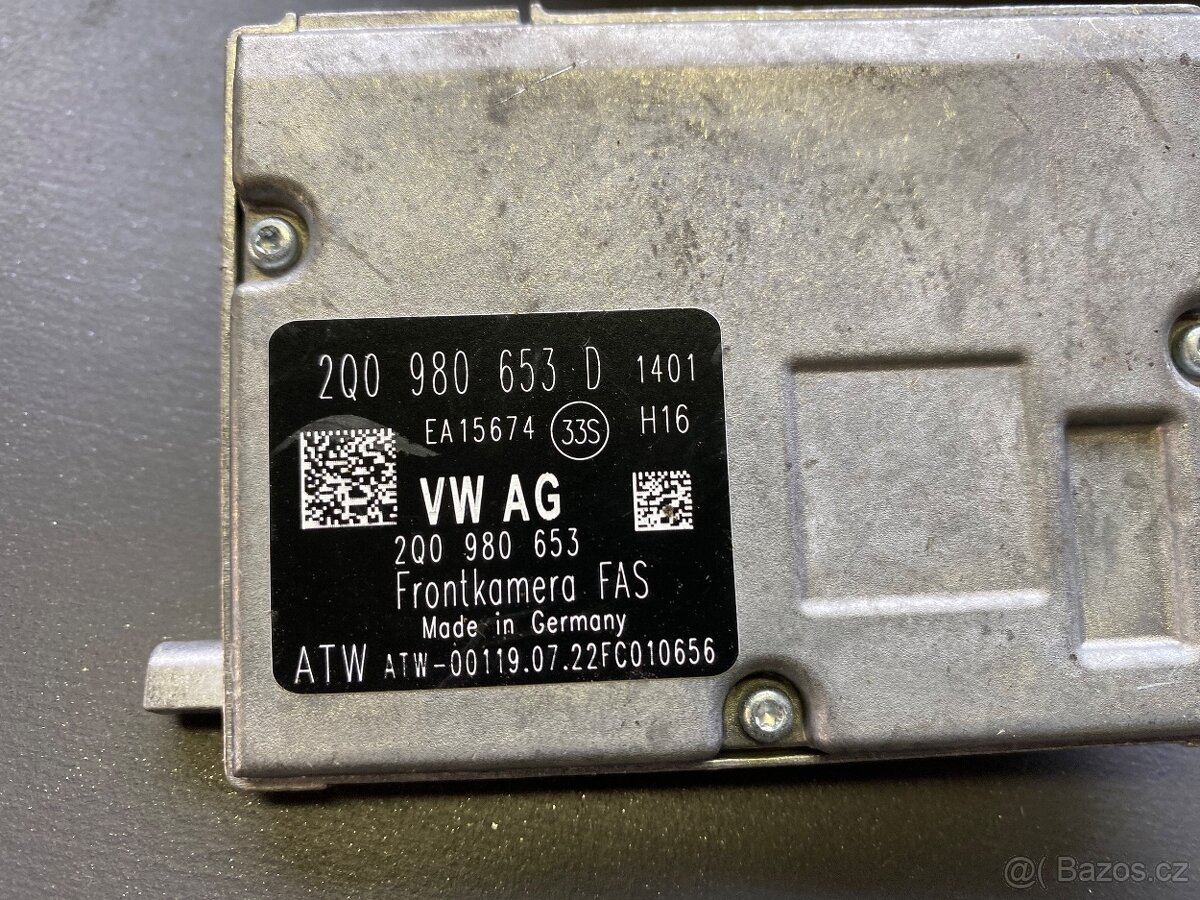 2Q0 980 653 D 1401
EA15674 33S H16
VW AG
2Q0 980 653
Frontkamera FAS
Made in Germany
ATW ATW-00119.07.22FC010656
@( Bazos.cz